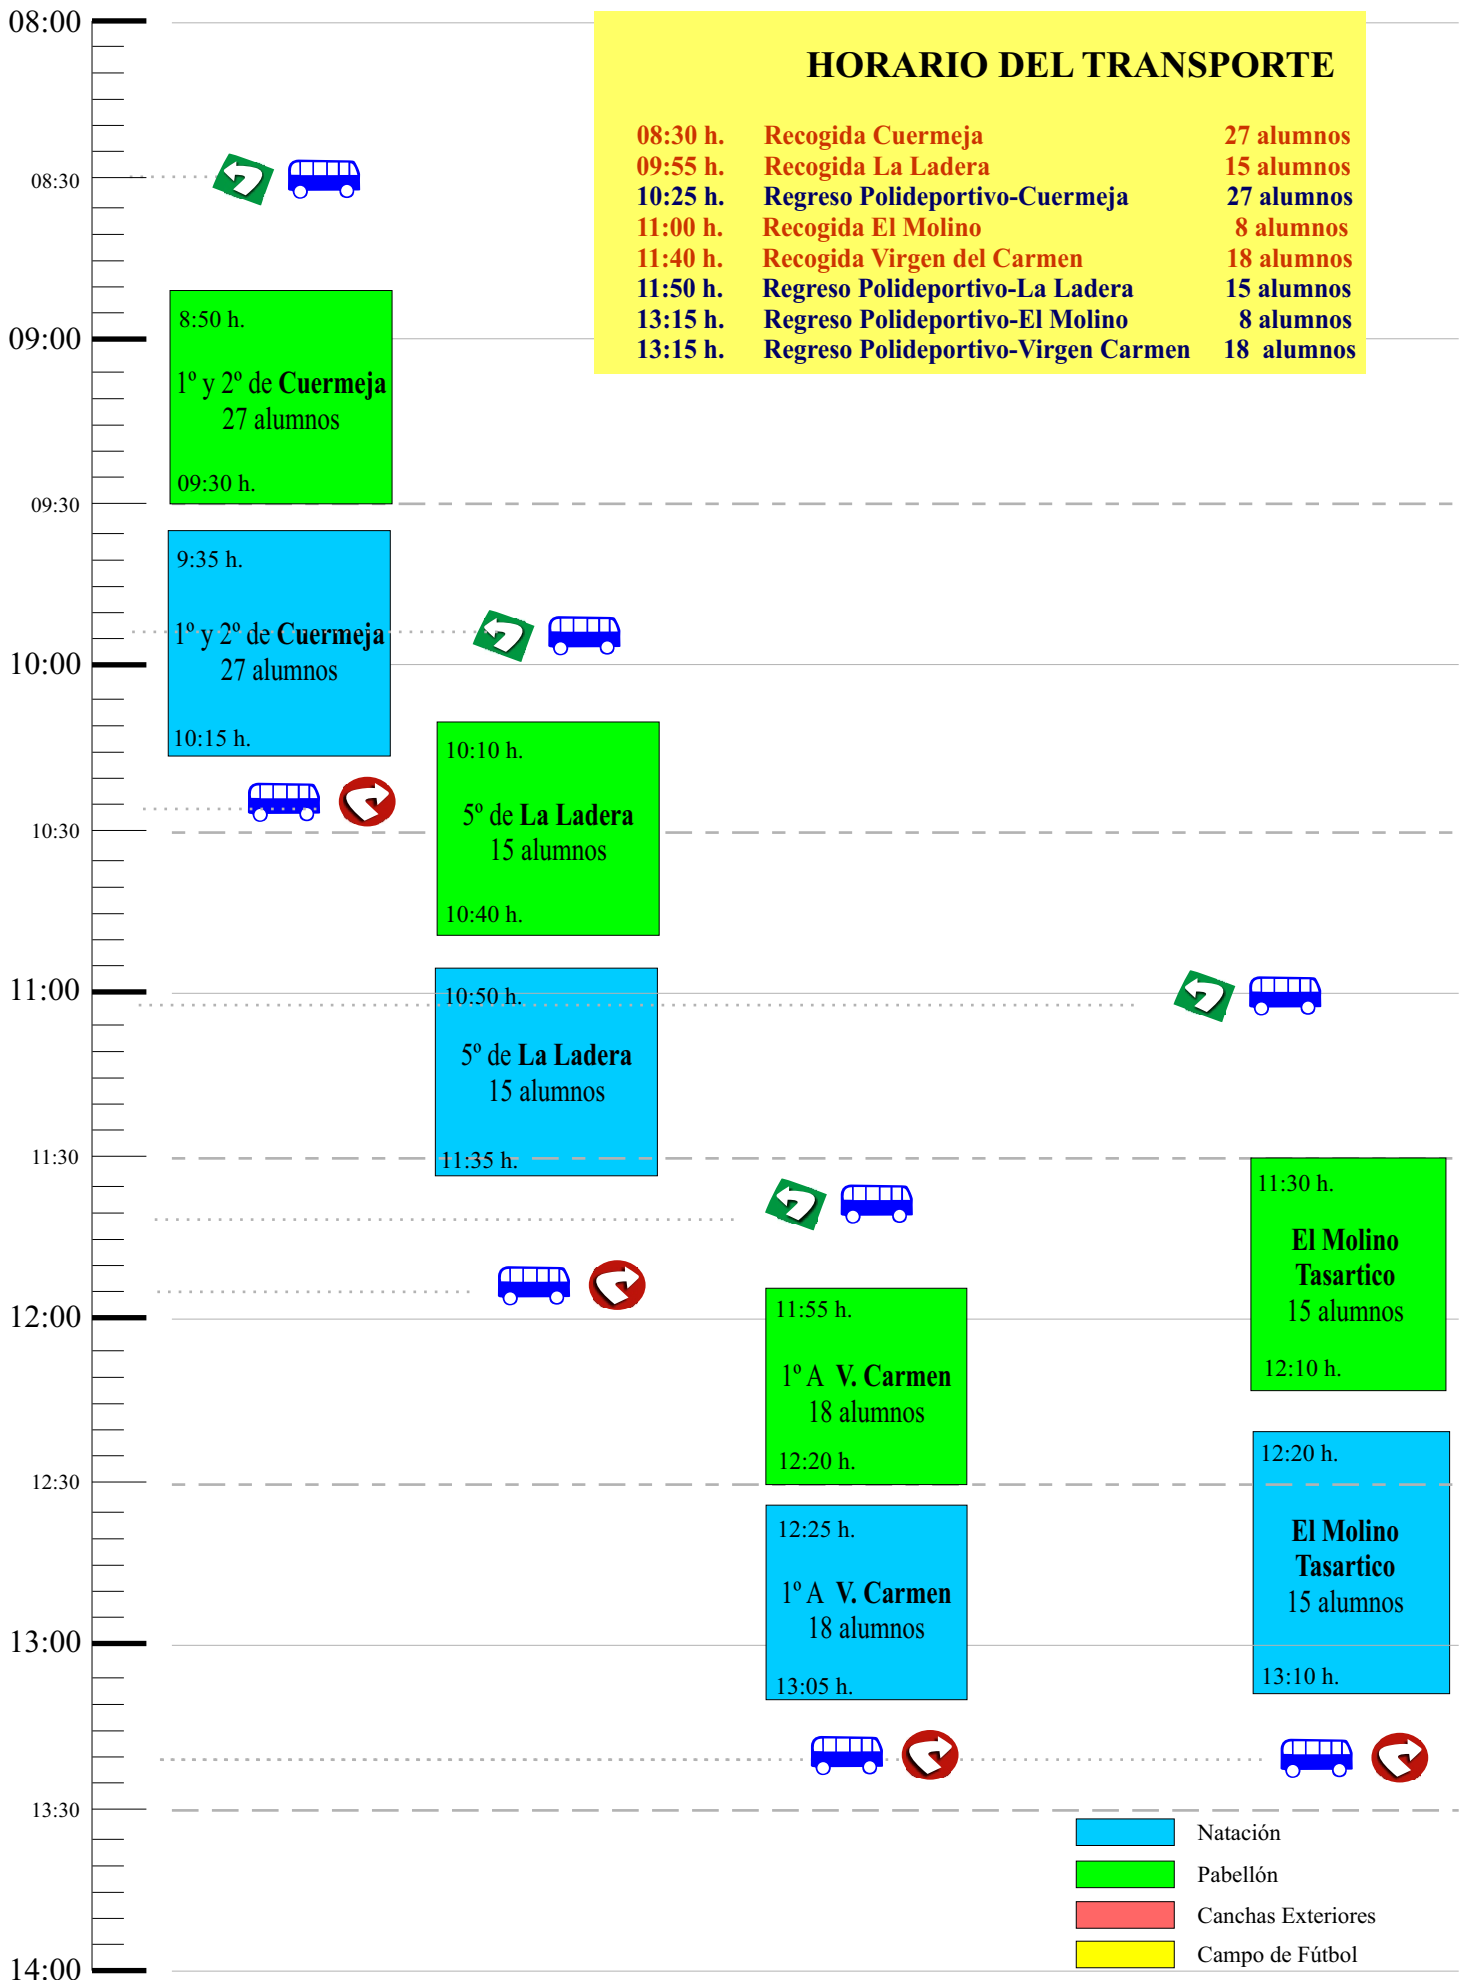 08:00
08:30
09:00
09:30
10:00
10:30
11:00
11:30
12:00
12:30
13:00
13:30
14:00
HORARIO DEL TRANSPORTE
08:30 h. Recogida Cuermeja 27 alumnos
09:55 h. Recogida La Ladera 15 alumnos
10:25 h. Regreso Polideportivo-Cuermeja 27 alumnos
11:00 h. Recogida El Molino 8 alumnos
11:40 h. Recogida Virgen del Carmen 18 alumnos
11:50 h. Regreso Polideportivo-La Ladera 15 alumnos
13:15 h. Regreso Polideportivo-El Molino 8 alumnos
13:15 h. Regreso Polideportivo-Virgen Carmen 18 alumnos
8:50 h.
1º y 2º de Cuermeja
27 alumnos
09:30 h.
9:35 h.
1º y 2º de Cuermeja
27 alumnos
10:15 h.
10:10 h.
5º de La Ladera
15 alumnos
10:40 h.
10:50 h.
5º de La Ladera
15 alumnos
11:35 h.
11:55 h.
1º A V. Carmen
18 alumnos
12:20 h.
12:25 h.
1º A V. Carmen
18 alumnos
13:05 h.
11:30 h.
El Molino
Tasartico
15 alumnos
12:10 h.
12:20 h.
El Molino
Tasartico
15 alumnos
13:10 h.
Natación
Pabellón
Canchas Exteriores
Campo de Fútbol